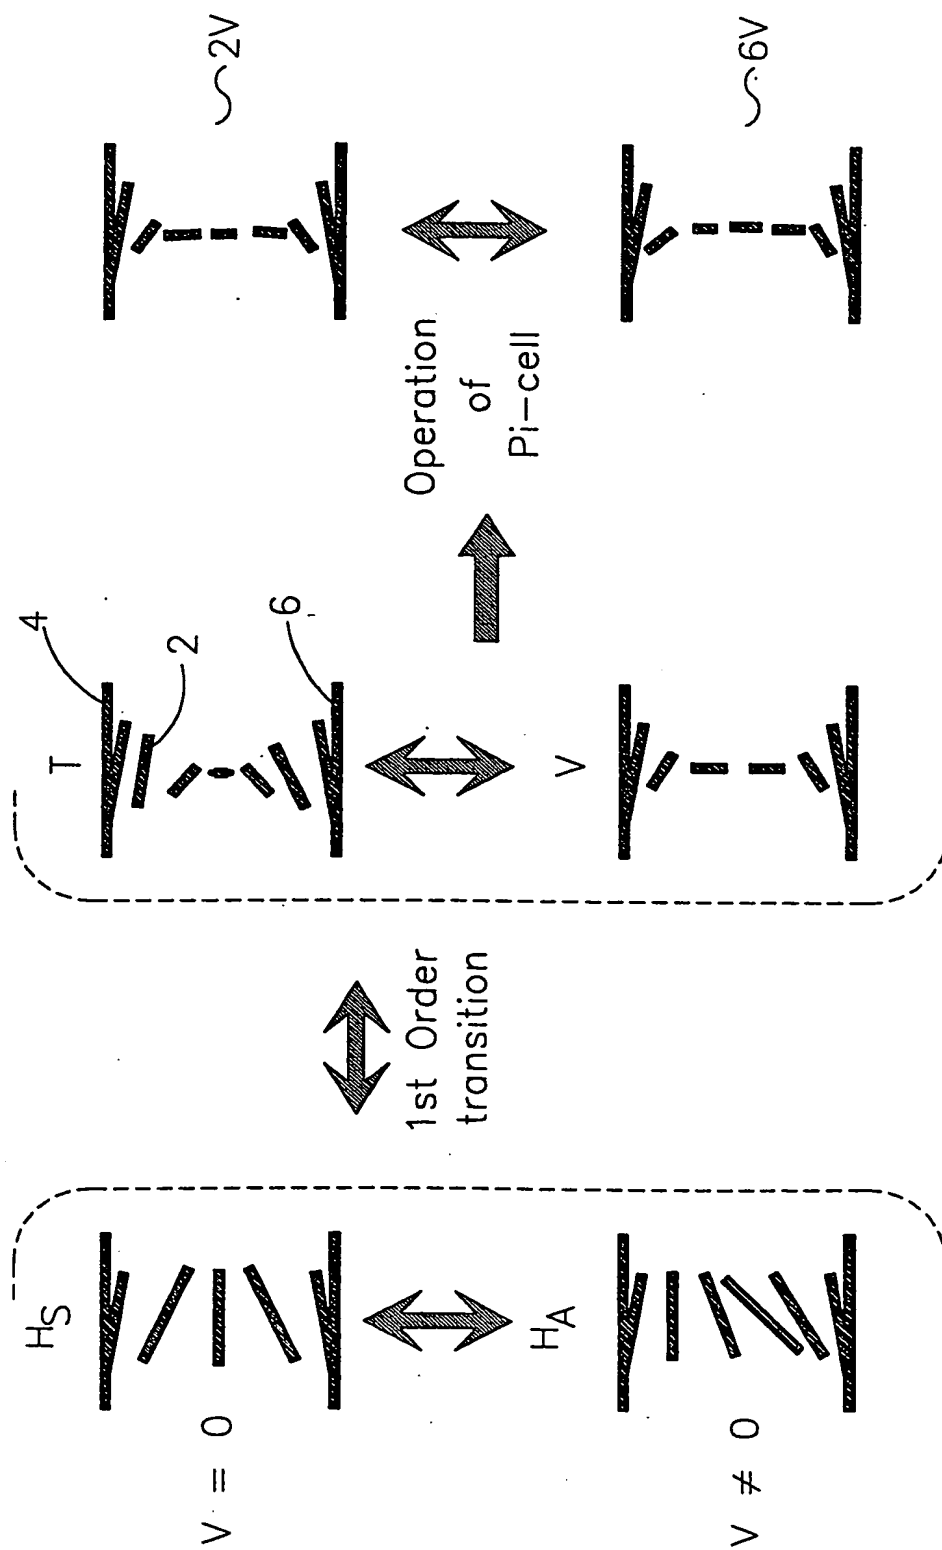 V = 0
H_S
T
4
2
6
~2V
1st Order
transition
Operation
of
Pi-cell
V ≠ 0
H_A
V
~6V